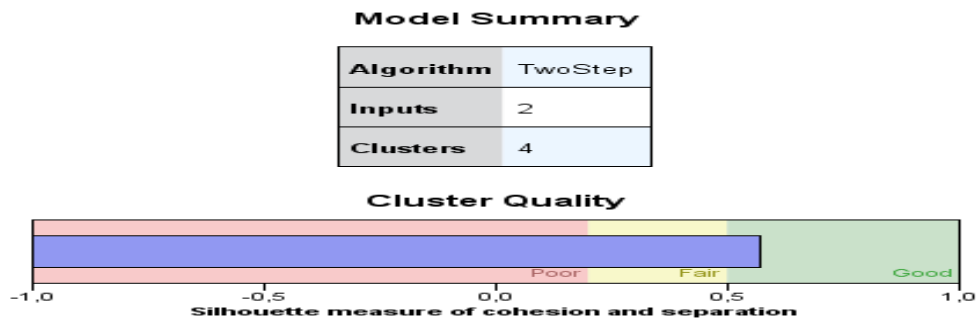 Model Summary
Algorithm TwoStep
Inputs 2
Clusters 4
Cluster Quality
Poor Fair Good
-1,0 -0,5 0,0 0,5 1,0
Silhouette measure of cohesion and separation